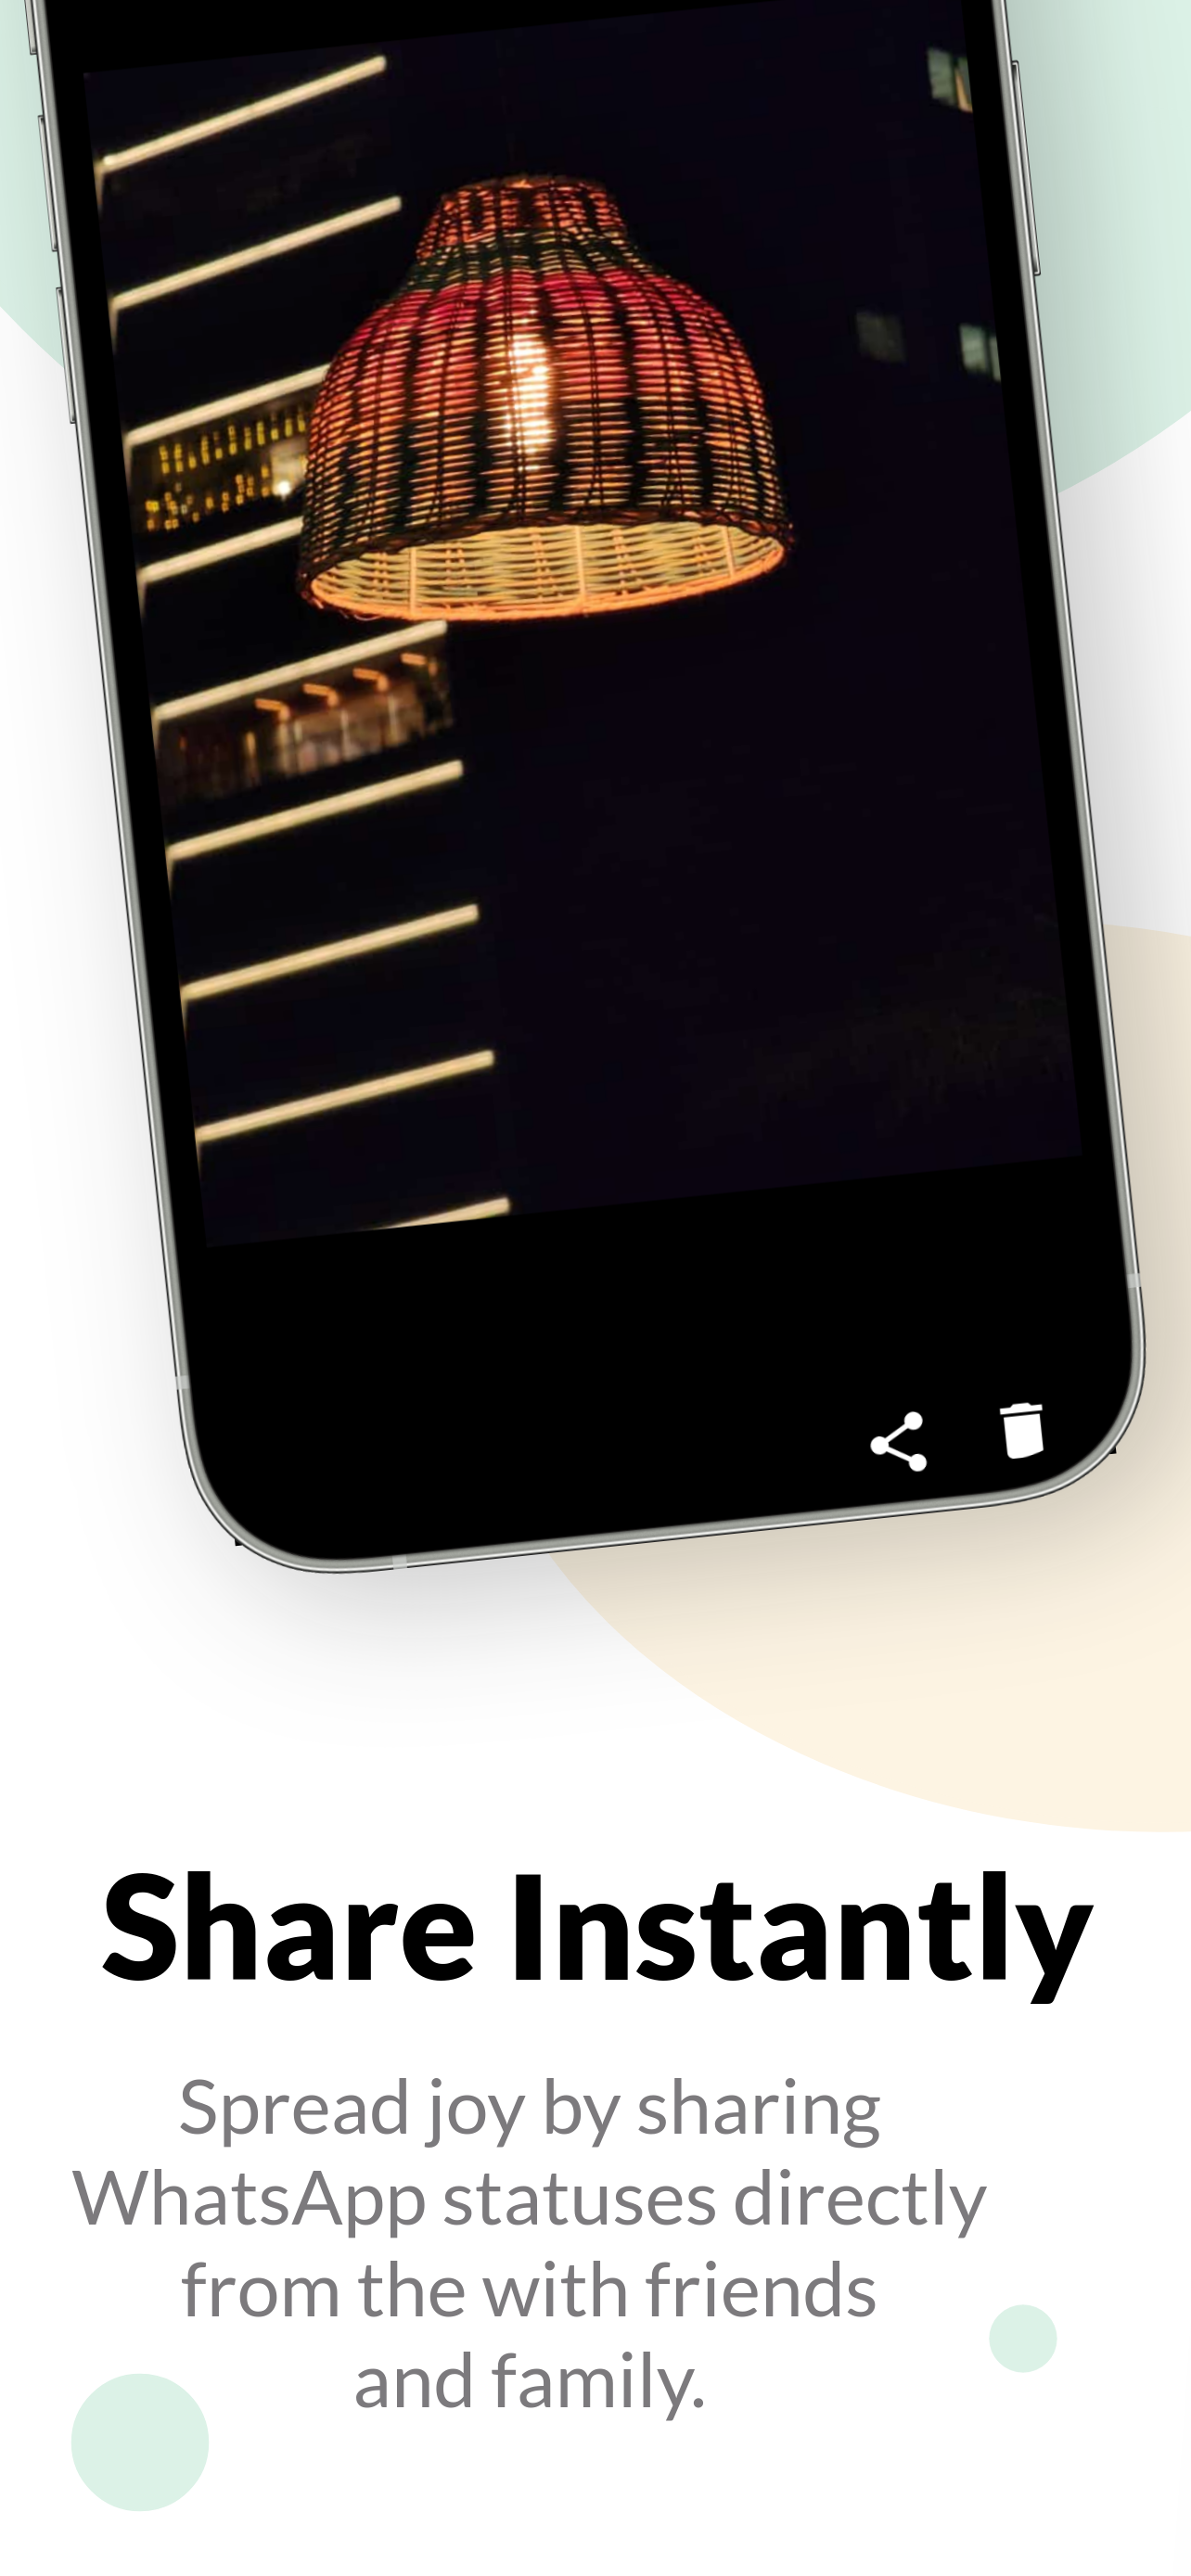 Share Instantly
Spread joy by sharing
WhatsApp statuses directly
from the with friends
and family.